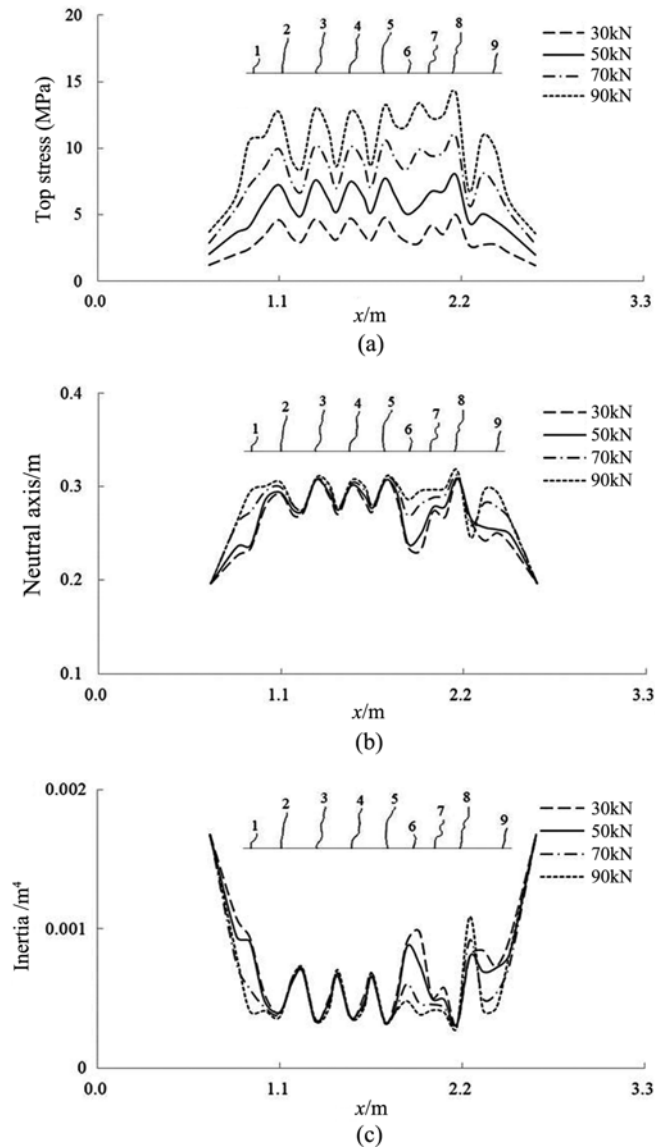 20
15
10
5
0
Top stress (MPa)
1 2 3 4 5 6 7 8 9
30kN
50kN
70kN
90kN
0.0 1.1 2.2 3.3
x/m
(a)
0.4
0.3
0.2
0.1
Neutral axis/m
1 2 3 4 5 6 7 8 9
30kN
50kN
70kN
90kN
0.0 1.1 2.2 3.3
x/m
(b)
0.002
0.001
0
Inertia /m⁴
1 2 3 4 5 6 7 8 9
30kN
50kN
70kN
90kN
0.0 1.1 2.2 3.3
x/m
(c)